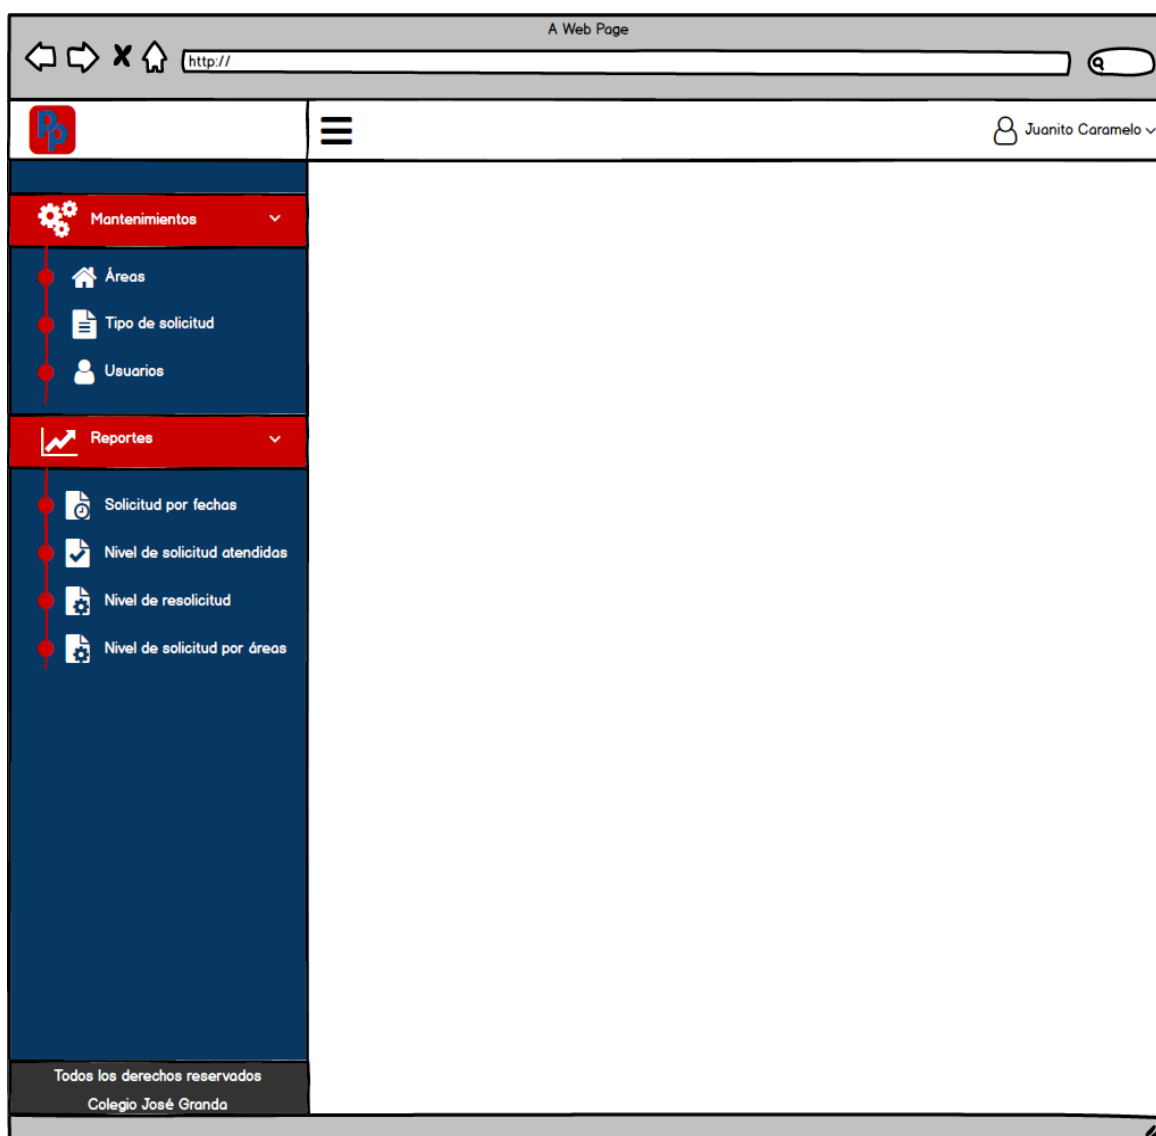 A Web Page
http://
Pp
Juanito Caramelo
Mantenimientos
Áreas
Tipo de solicitud
Usuarios
Reportes
Solicitud por fechas
Nivel de solicitud atendidas
Nivel de resolicitud
Nivel de solicitud por áreas
Todos los derechos reservados
Colegio José Granda